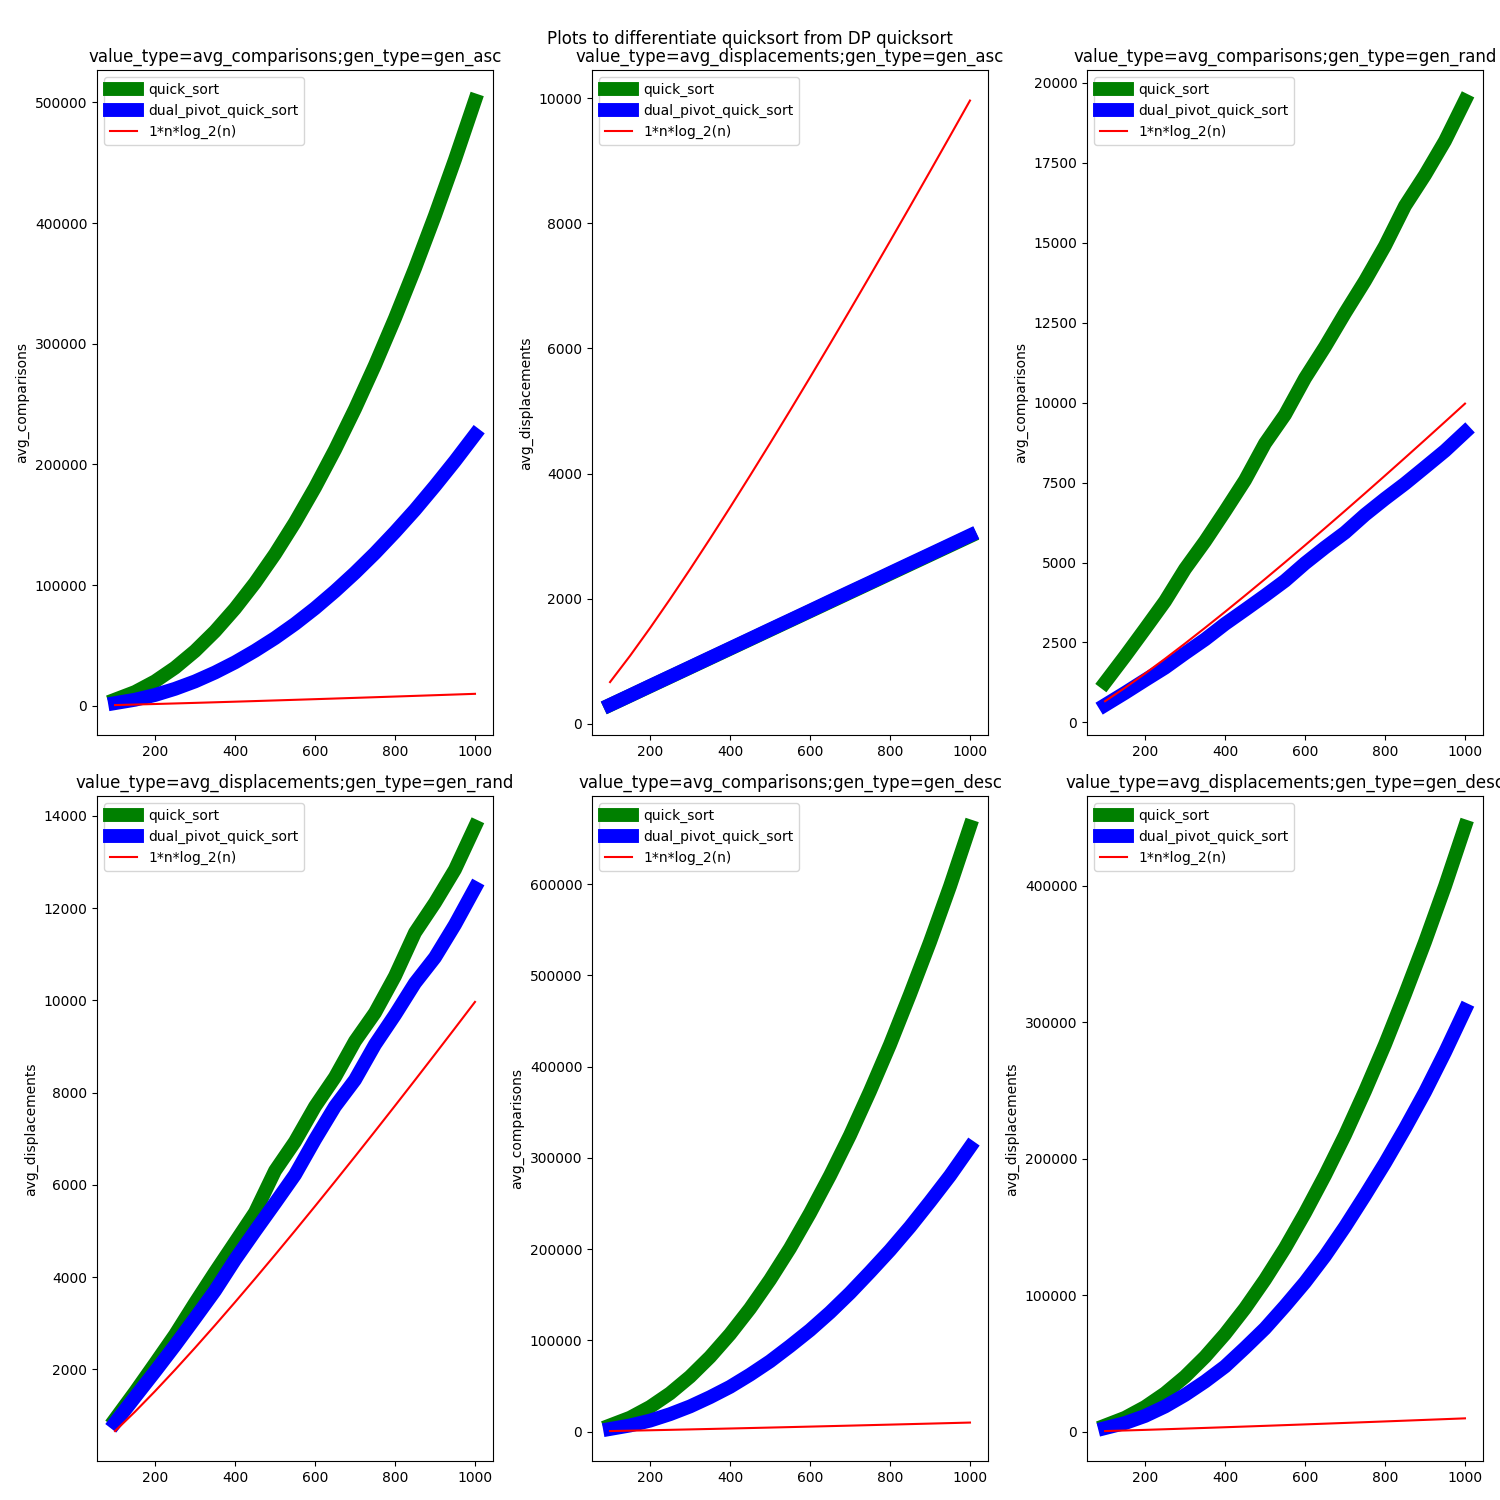 Plots to differentiate quicksort from DP quicksort
value_type=avg_comparisons;gen_type=gen_asc
quick_sort
dual_pivot_quick_sort
1*n*log_2(n)
avg_comparisons
500000
400000
300000
200000
100000
0
200 400 600 800 1000
value_type=avg_displacements;gen_type=gen_asc
quick_sort
dual_pivot_quick_sort
1*n*log_2(n)
avg_displacements
10000
8000
6000
4000
2000
0
200 400 600 800 1000
value_type=avg_comparisons;gen_type=gen_rand
quick_sort
dual_pivot_quick_sort
1*n*log_2(n)
avg_comparisons
20000
17500
15000
12500
10000
7500
5000
2500
0
200 400 600 800 1000
value_type=avg_displacements;gen_type=gen_rand
quick_sort
dual_pivot_quick_sort
1*n*log_2(n)
avg_displacements
14000
12000
10000
8000
6000
4000
2000
200 400 600 800 1000
value_type=avg_comparisons;gen_type=gen_desc
quick_sort
dual_pivot_quick_sort
1*n*log_2(n)
avg_comparisons
600000
500000
400000
300000
200000
100000
0
200 400 600 800 1000
value_type=avg_displacements;gen_type=gen_desc
quick_sort
dual_pivot_quick_sort
1*n*log_2(n)
avg_displacements
400000
300000
200000
100000
0
200 400 600 800 1000